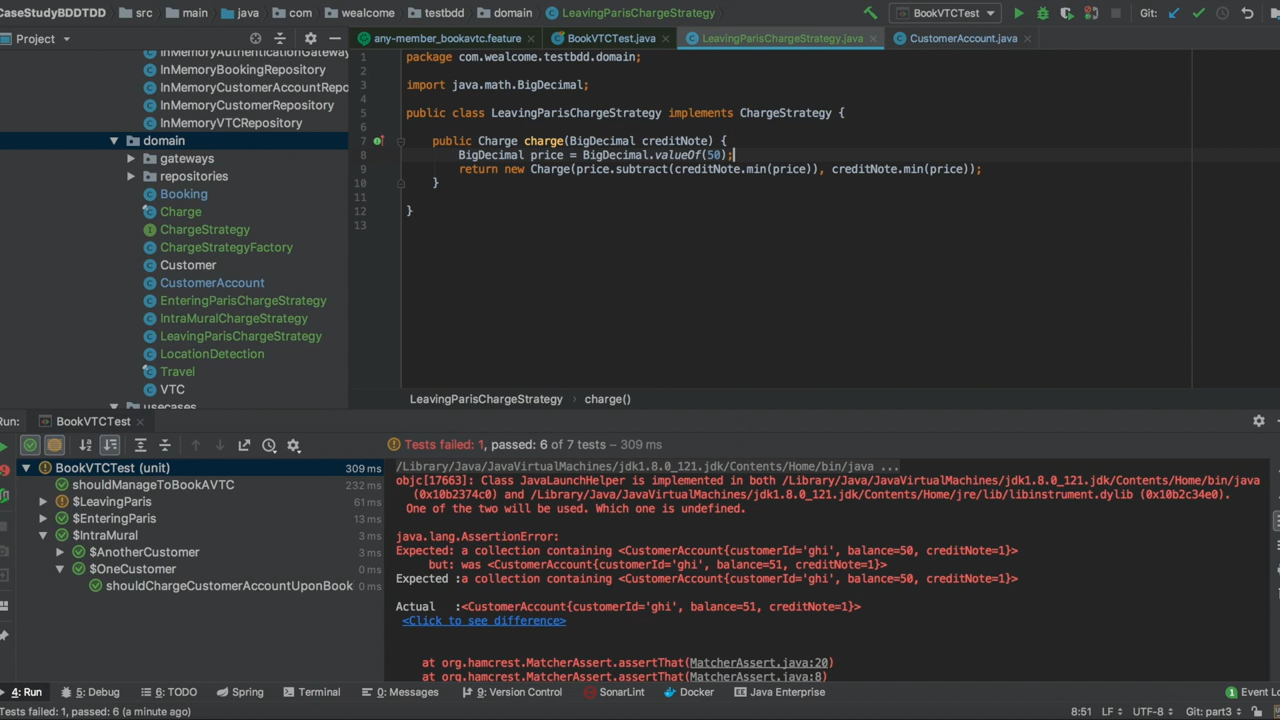 CaseStudyBDDTDD src main java com wealcome testbdd domain LeavingParisChargeStrategy BookVTCTest Git:
Project any-member_bookavtc.feature BookVTCTest.java LeavingParisChargeStrategy.java CustomerAccount.java
InMemoryAuthenticationGateway
InMemoryBookingRepository
InMemoryCustomerAccountRepo
InMemoryCustomerRepository
InMemoryVTCRepository
domain
gateways
repositories
Booking
Charge
ChargeStrategy
ChargeStrategyFactory
Customer
CustomerAccount
EnteringParisChargeStrategy
IntraMuralChargeStrategy
LeavingParisChargeStrategy
LocationDetection
Travel
VTC
usecases
1 package com.wealcome.testbdd.domain;
2
3 import java.math.BigDecimal;
4
5 public class LeavingParisChargeStrategy implements ChargeStrategy {
6
7 public Charge charge(BigDecimal creditNote) {
8 BigDecimal price = BigDecimal.valueOf(50);
9 return new Charge(price.subtract(creditNote.min(price)), creditNote.min(price));
10 }
11
12 }
13
LeavingParisChargeStrategy charge()
Run: BookVTCTest
Tests failed: 1, passed: 6 of 7 tests – 309 ms
BookVTCTest (unit) 309 ms
shouldManageToBookAVTC 232 ms
$LeavingParis 61 ms
$EnteringParis 13 ms
$IntraMural 3 ms
$AnotherCustomer 3 ms
$OneCustomer 0 ms
shouldChargeCustomerAccountUponBook 0 ms
/Library/Java/JavaVirtualMachines/jdk1.8.0_121.jdk/Contents/Home/bin/java ...
objc[17663]: Class JavaLaunchHelper is implemented in both /Library/Java/JavaVirtualMachines/jdk1.8.0_121.jdk/Contents/Home/bin/java
(0x10b2374c0) and /Library/Java/JavaVirtualMachines/jdk1.8.0_121.jdk/Contents/Home/jre/lib/libinstrument.dylib (0x10b2c34e0).
One of the two will be used. Which one is undefined.
java.lang.AssertionError:
Expected: a collection containing <CustomerAccount{customerId='ghi', balance=50, creditNote=1}>
but: was <CustomerAccount{customerId='ghi', balance=51, creditNote=1}>
Expected :a collection containing <CustomerAccount{customerId='ghi', balance=50, creditNote=1}>
Actual :<CustomerAccount{customerId='ghi', balance=51, creditNote=1}>
<Click to see difference>
at org.hamcrest.MatcherAssert.assertThat(MatcherAssert.java:20)
at org.hamcrest.MatcherAssert.assertThat(MatcherAssert.java:8)
4: Run 5: Debug 6: TODO Spring Terminal 0: Messages 9: Version Control SonarLint Docker Java Enterprise 1 Event Lo
Tests failed: 1, passed: 6 (a minute ago) 8:51 LF UTF-8 Git: part3